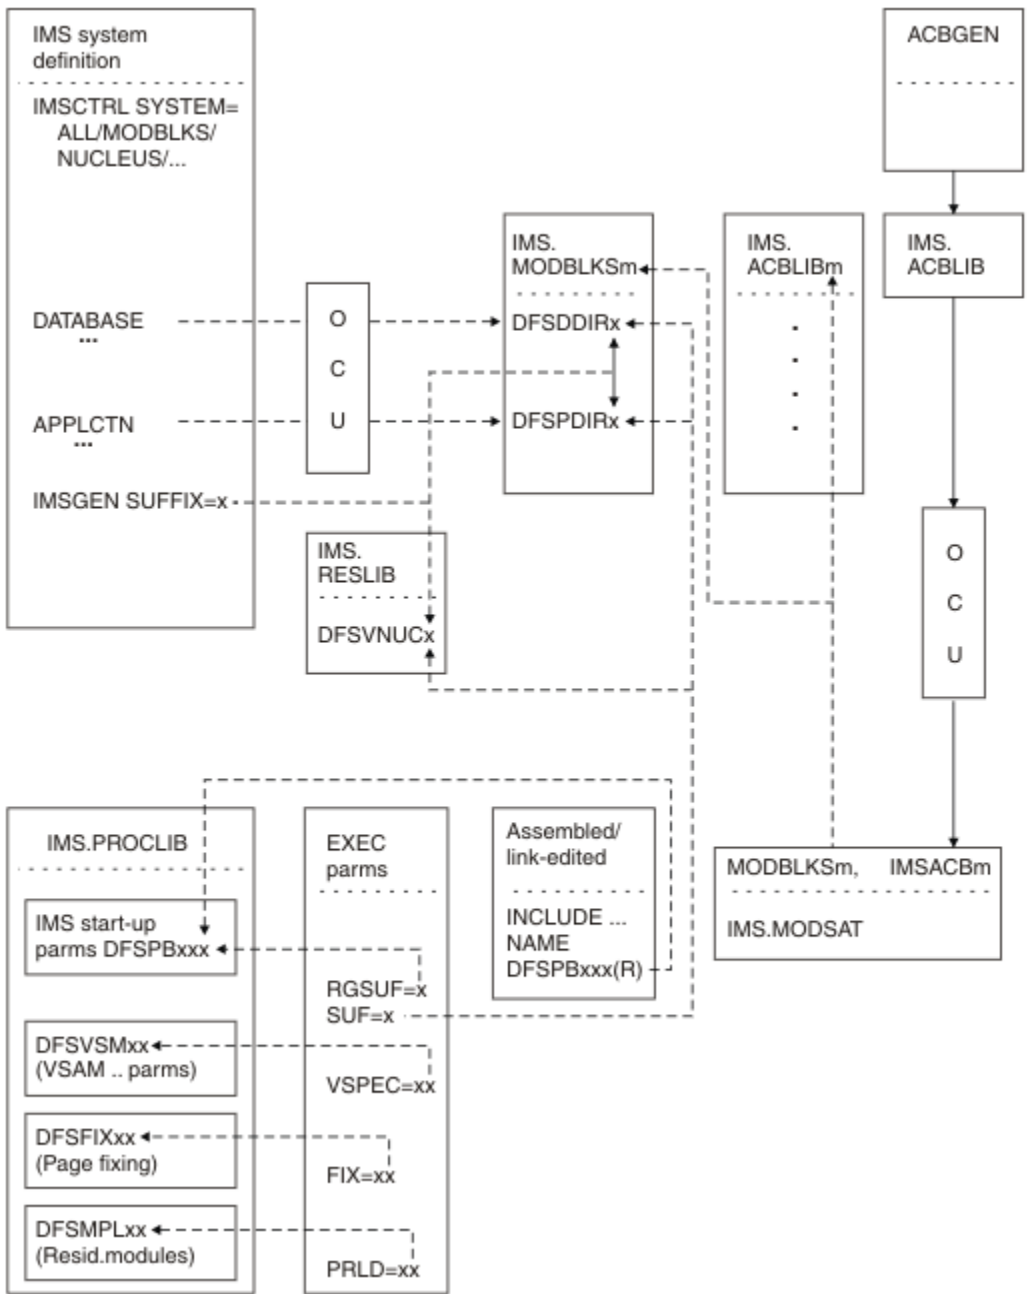 IMS system
definition
IMSCTRL SYSTEM=
ALL/MODBLKS/
NUCLEUS/...
DATABASE
...
APPLCTN
...
IMSGEN SUFFIX=x
O
C
U
IMS.
MODBLKSm
DFSDDIRx
DFSPDIRx
IMS.
ACBLIBm
ACBGEN
IMS.
ACBLIB
O
C
U
IMS.
RESLIB
DFSVNUCx
IMS.PROCLIB
IMS start-up
parms DFSPBxxx
DFSVSMxx
(VSAM .. parms)
DFSFIXxx
(Page fixing)
DFSMPLxx
(Resid.modules)
EXEC
parms
RGSUF=x
SUF=x
VSPEC=xx
FIX=xx
PRLD=xx
Assembled/
link-edited
INCLUDE ...
NAME
DFSPBxxx(R)
MODBLKSm, IMSACBm
IMS.MODSAT